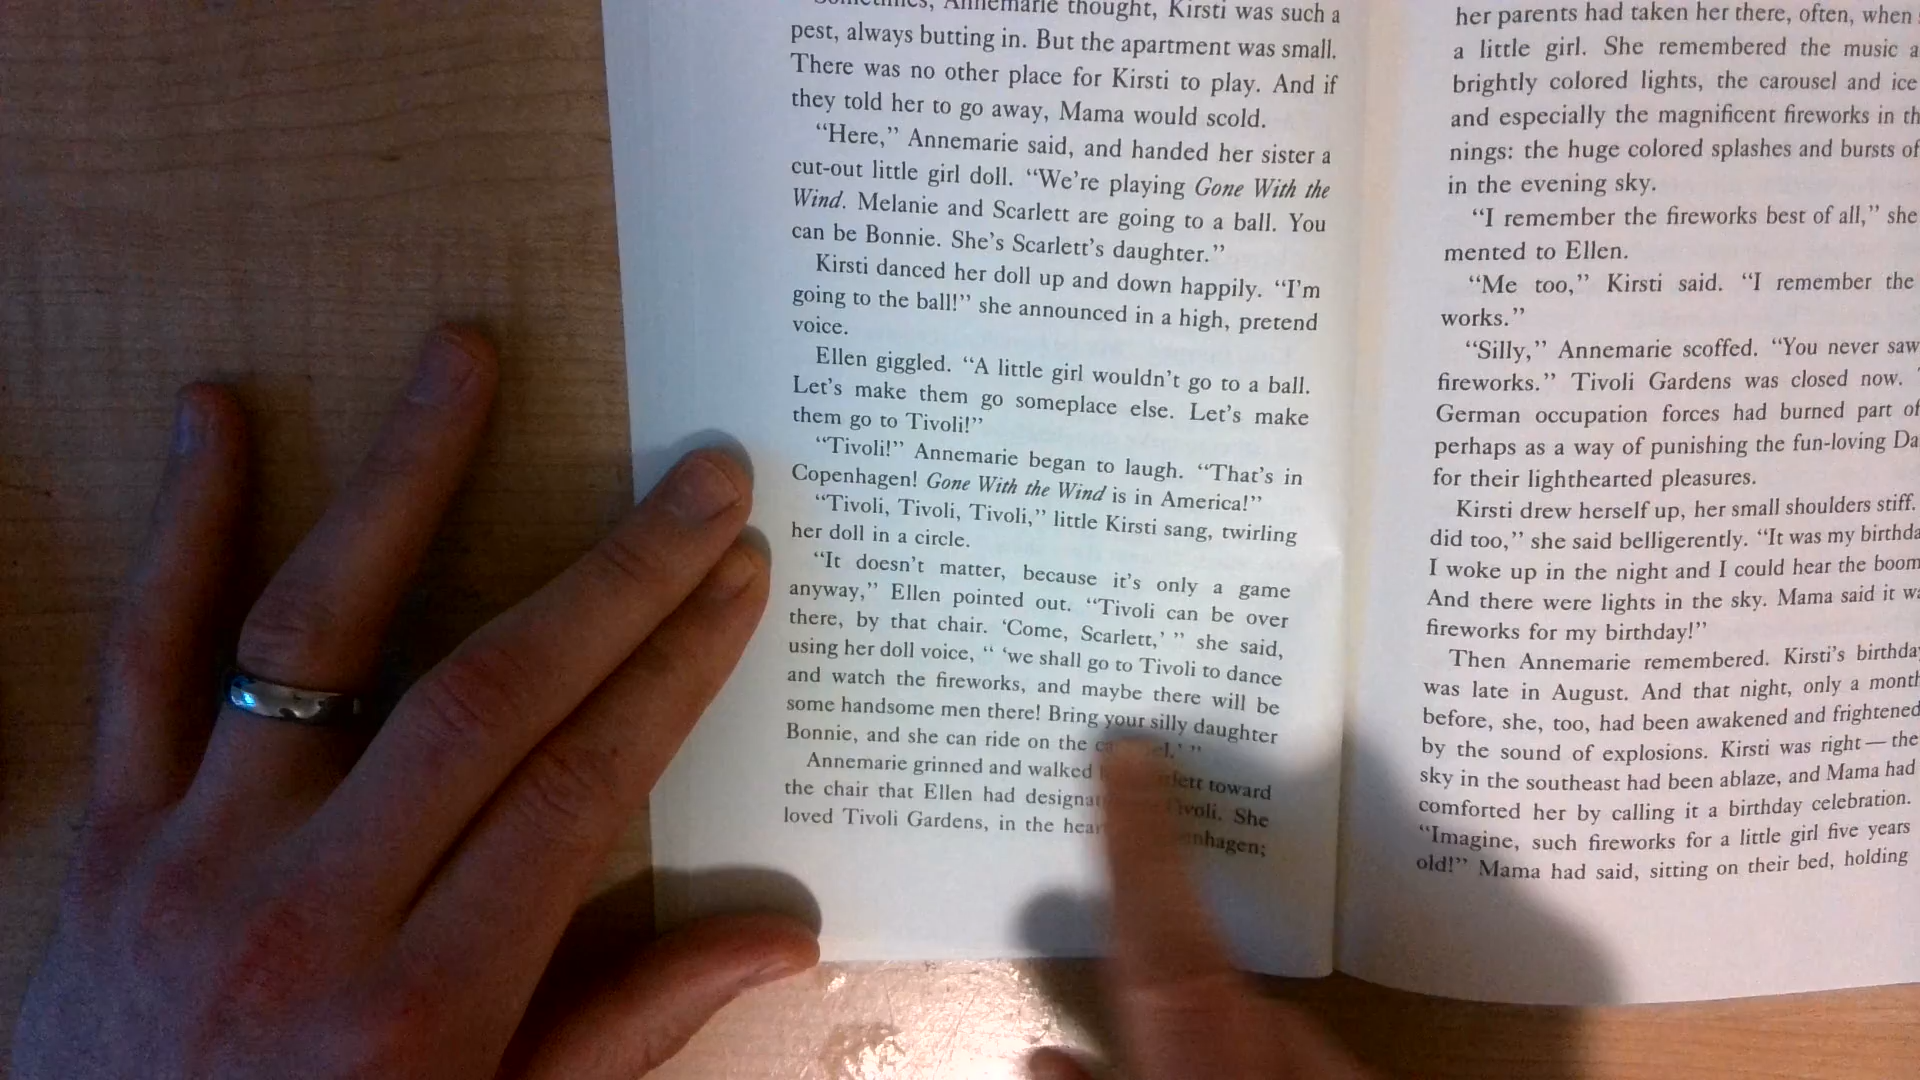 Sometimes, Annemarie thought, Kirsti was such a
pest, always butting in. But the apartment was small.
There was no other place for Kirsti to play. And if
they told her to go away, Mama would scold.
“Here,” Annemarie said, and handed her sister a
cut-out little girl doll. “We’re playing Gone With the
Wind. Melanie and Scarlett are going to a ball. You
can be Bonnie. She’s Scarlett’s daughter.”
Kirsti danced her doll up and down happily. “I’m
going to the ball!” she announced in a high, pretend
voice.
Ellen giggled. “A little girl wouldn’t go to a ball.
Let’s make them go someplace else. Let’s make
them go to Tivoli!”
“Tivoli!” Annemarie began to laugh. “That’s in
Copenhagen! Gone With the Wind is in America!”
“Tivoli, Tivoli, Tivoli,” little Kirsti sang, twirling
her doll in a circle.
“It doesn’t matter, because it’s only a game
anyway,” Ellen pointed out. “Tivoli can be over
there, by that chair. ‘Come, Scarlett,’ ” she said,
using her doll voice, “ ‘we shall go to Tivoli to dance
and watch the fireworks, and maybe there will be
some handsome men there! Bring your silly daughter
Bonnie, and she can ride on the
Annemarie grinned and walked toward
the chair that Ellen had Tivoli. She
loved Tivoli Gardens, in the
her parents had taken her there, often, when
a little girl. She remembered the music
brightly colored lights, the carousel and ice
and especially the magnificent fireworks in
nings: the huge colored splashes and bursts of
in the evening sky.
“I remember the fireworks best of all,” she
mented to Ellen.
“Me too,” Kirsti said. “I remember the
works.”
“Silly,” Annemarie scoffed. “You never saw
fireworks.” Tivoli Gardens was closed now.
German occupation forces had burned part of
perhaps as a way of punishing the fun-loving
for their lighthearted pleasures.
Kirsti drew herself up, her small shoulders stiff.
did too,” she said belligerently. “It was my
I woke up in the night and I could hear the
And there were lights in the sky. Mama said it
fireworks for my birthday!”
Then Annemarie remembered. Kirsti’s birthday
was late in August. And that night, only a month
before, she, too, had been awakened and frightened
by the sound of explosions. Kirsti was right — the
sky in the southeast had been ablaze, and Mama had
comforted her by calling it a birthday celebration.
“Imagine, such fireworks for a little girl five years
old!” Mama had said, sitting on their bed, holding